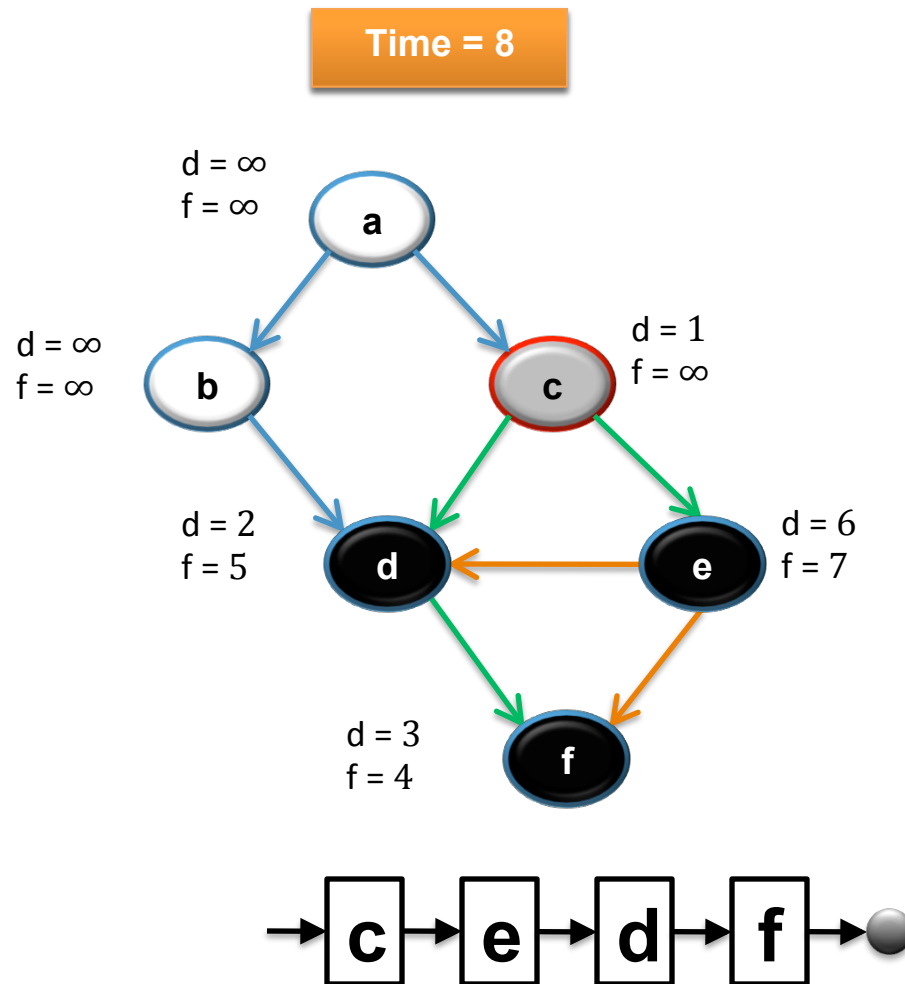 Time = 8
d = ∞
f = ∞
a
d = ∞
f = ∞
b
c
d = 1
f = ∞
d = 2
f = 5
d
e
d = 6
f = 7
d = 3
f = 4
f
c e d f